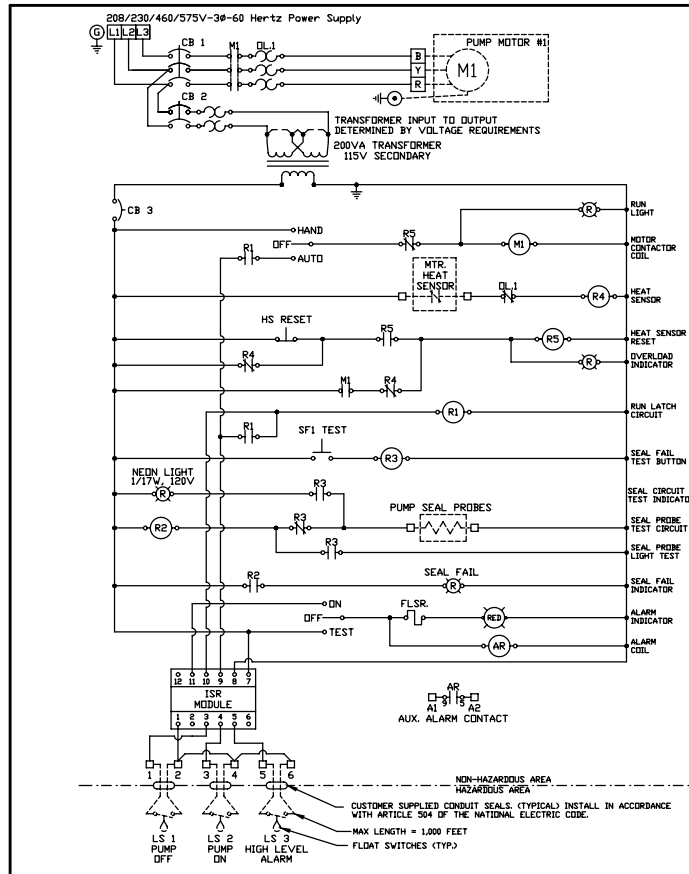 208/230/460/575V-3ø-60 Hertz Power Supply
G L1 L2 L3
CB 1
M1
OL1
PUMP MOTOR #1
B
Y
R
M1
CB 2
TRANSFORMER INPUT TO OUTPUT
DETERMINED BY VOLTAGE REQUIREMENTS
200VA TRANSFORMER
115V SECONDARY
CB 3
R
RUN
LIGHT
HAND
OFF
AUTO
R1
R5
M1
MOTOR
CONTACTOR
COIL
MTR.
HEAT
SENSOR
OL1
R4
HEAT
SENSOR
HS RESET
R5
R5
HEAT SENSOR
RESET
R4
R
OVERLOAD
INDICATOR
M1
R4
R1
RUN LATCH
CIRCUIT
R1
SF1 TEST
R3
SEAL FAIL
TEST BUTTON
NEON LIGHT
1/17W, 120V
R
R3
SEAL CIRCUIT
TEST INDICATO
R2
R3
PUMP SEAL PROBES
SEAL PROBE
TEST CIRCUIT
R3
SEAL PROBE
LIGHT TEST
R2
SEAL FAIL
R
SEAL FAIL
INDICATOR
ON
OFF
TEST
FLSR.
RED
ALARM
INDICATOR
AR
ALARM
COIL
12 11 10 9 8 7
ISR
MODULE
1 2 3 4 5 6
AR
A1 9 5 A2
AUX. ALARM CONTACT
1 2 3 4 5 6
NON-HAZARDOUS AREA
HAZARDOUS AREA
CUSTOMER SUPPLIED CONDUIT SEALS. (TYPICAL) INSTALL IN ACCORDANCE
WITH ARTICLE 504 OF THE NATIONAL ELECTRIC CODE.
MAX LENGTH = 1,000 FEET
FLOAT SWITCHES (TYP.)
LS 1
PUMP
OFF
LS 2
PUMP
ON
LS 3
HIGH LEVEL
ALARM